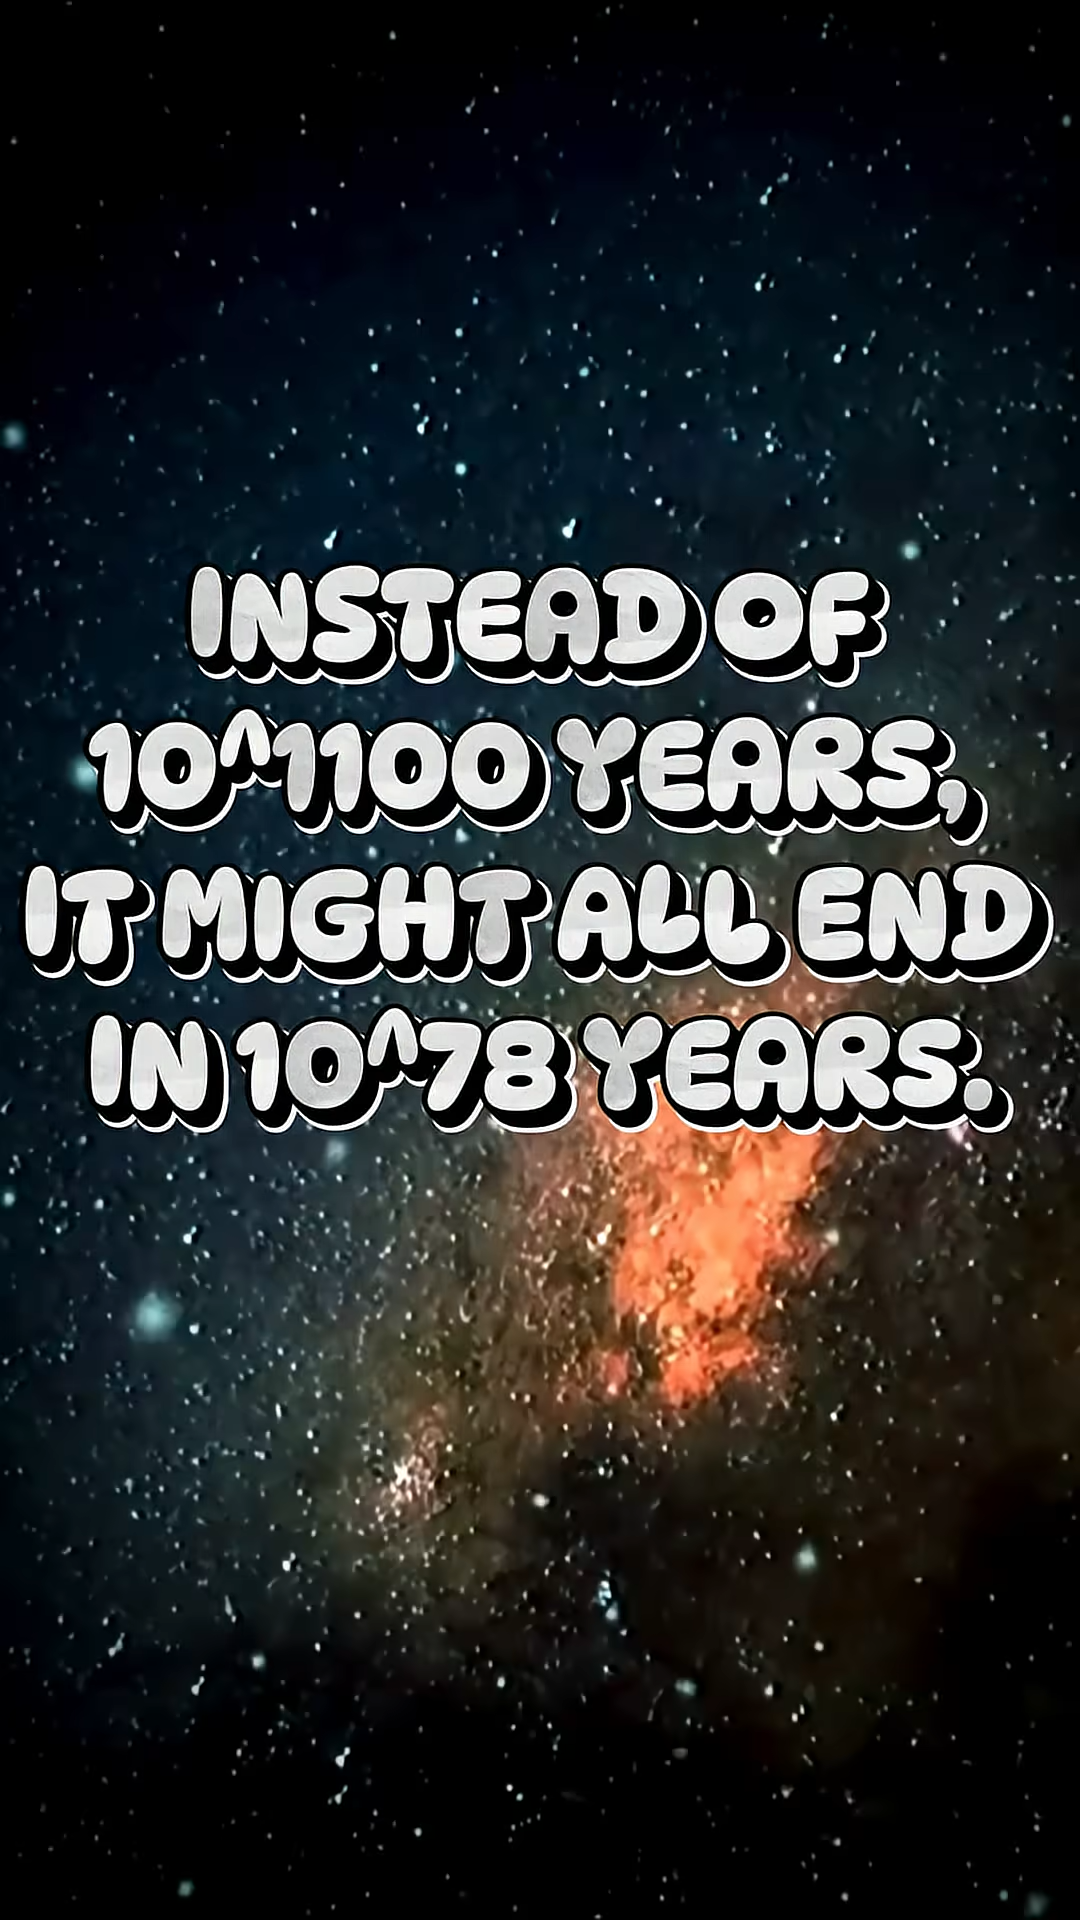 INSTEAD OF
10^1100 YEARS,
IT MIGHT ALL END
IN 10^78 YEARS.